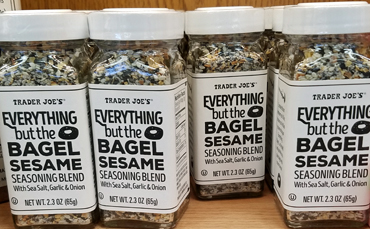 TRADER JOE'S™
EVERYTHING
but the
BAGEL
SESAME
SEASONING BLEND
With Sea Salt, Garlic & Onion
NET WT. 2.3 OZ (65g)
TRADER JOE'S™
EVERYTHING
but the
BAGEL
SESAME
SEASONING BLEND
With Sea Salt, Garlic & Onion
NET WT. 2.3 OZ (65g)
TRADER JOE'S™
EVERYTHING
but the
BAGEL
SESAME
SEASONING BLEND
With Sea Salt, Garlic & Onion
NET WT. 2.3 OZ (65g)
TRADER JOE'S™
EVERYTHING
but the
BAGEL
SESAME
SEASONING BLEND
With Sea Salt, Garlic & Onion
NET WT. 2.3 OZ (65g)